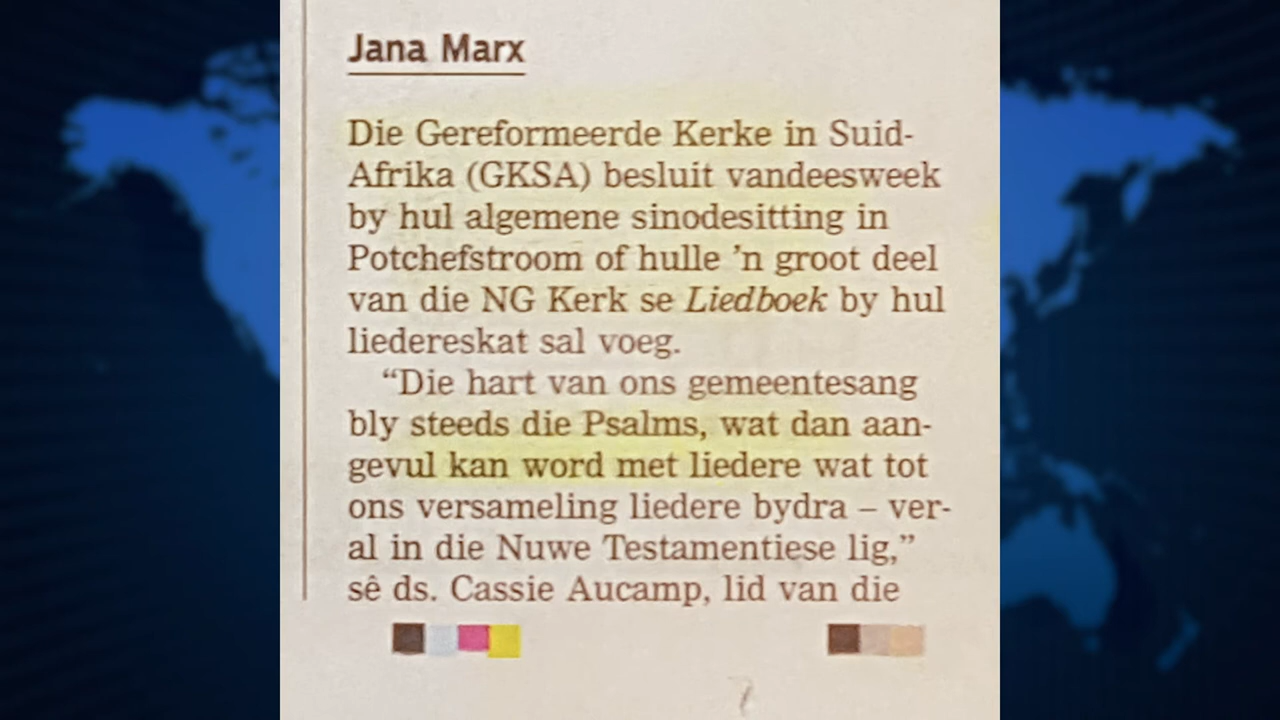 Jana Marx
Die Gereformeerde Kerke in Suid-
Afrika (GKSA) besluit vandeesweek
by hul algemene sinodesitting in
Potchefstroom of hulle ’n groot deel
van die NG Kerk se Liedboek by hul
liedereskat sal voeg.
“Die hart van ons gemeentesang
bly steeds die Psalms, wat dan aan-
gevul kan word met liedere wat tot
ons versameling liedere bydra – ver-
al in die Nuwe Testamentiese lig,”
sê ds. Cassie Aucamp, lid van die